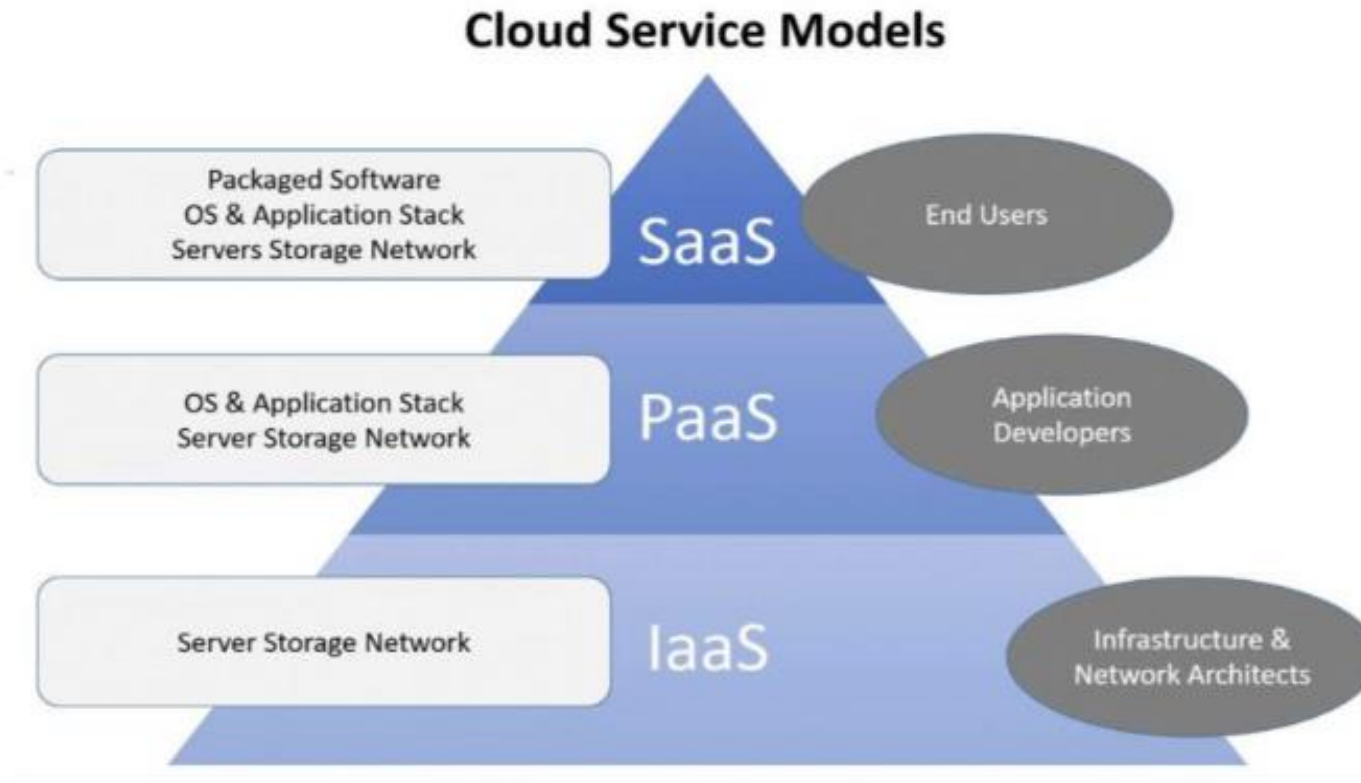 Cloud Service Models
Packaged Software
OS & Application Stack
Servers Storage Network
SaaS
End Users
OS & Application Stack
Server Storage Network
PaaS
Application
Developers
Server Storage Network
IaaS
Infrastructure &
Network Architects